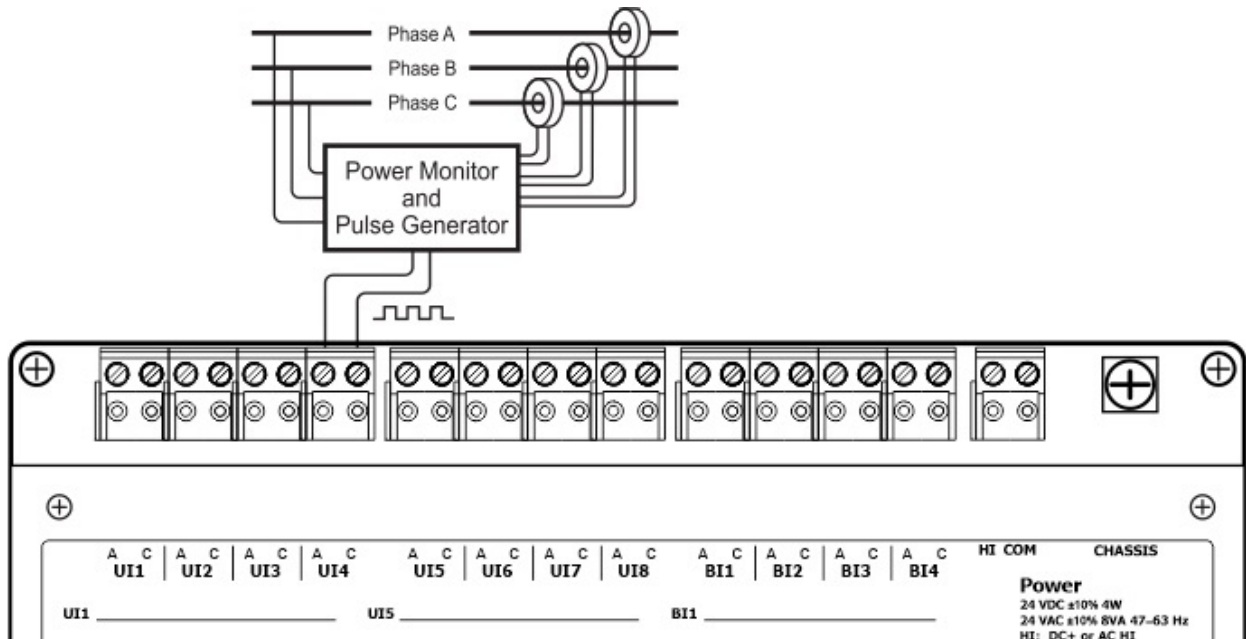 Phase A
Phase B
Phase C
Power Monitor
and
Pulse Generator
A C A C A C A C A C A C A C A C A C A C A C A C HI COM CHASSIS
UI1 UI2 UI3 UI4 UI5 UI6 UI7 UI8 BI1 BI2 BI3 BI4
Power
24 VDC ±10% 4W
UI1 UI5 BI1
24 VAC ±10% 8VA 47–63 Hz
HI: DC+ or AC HI